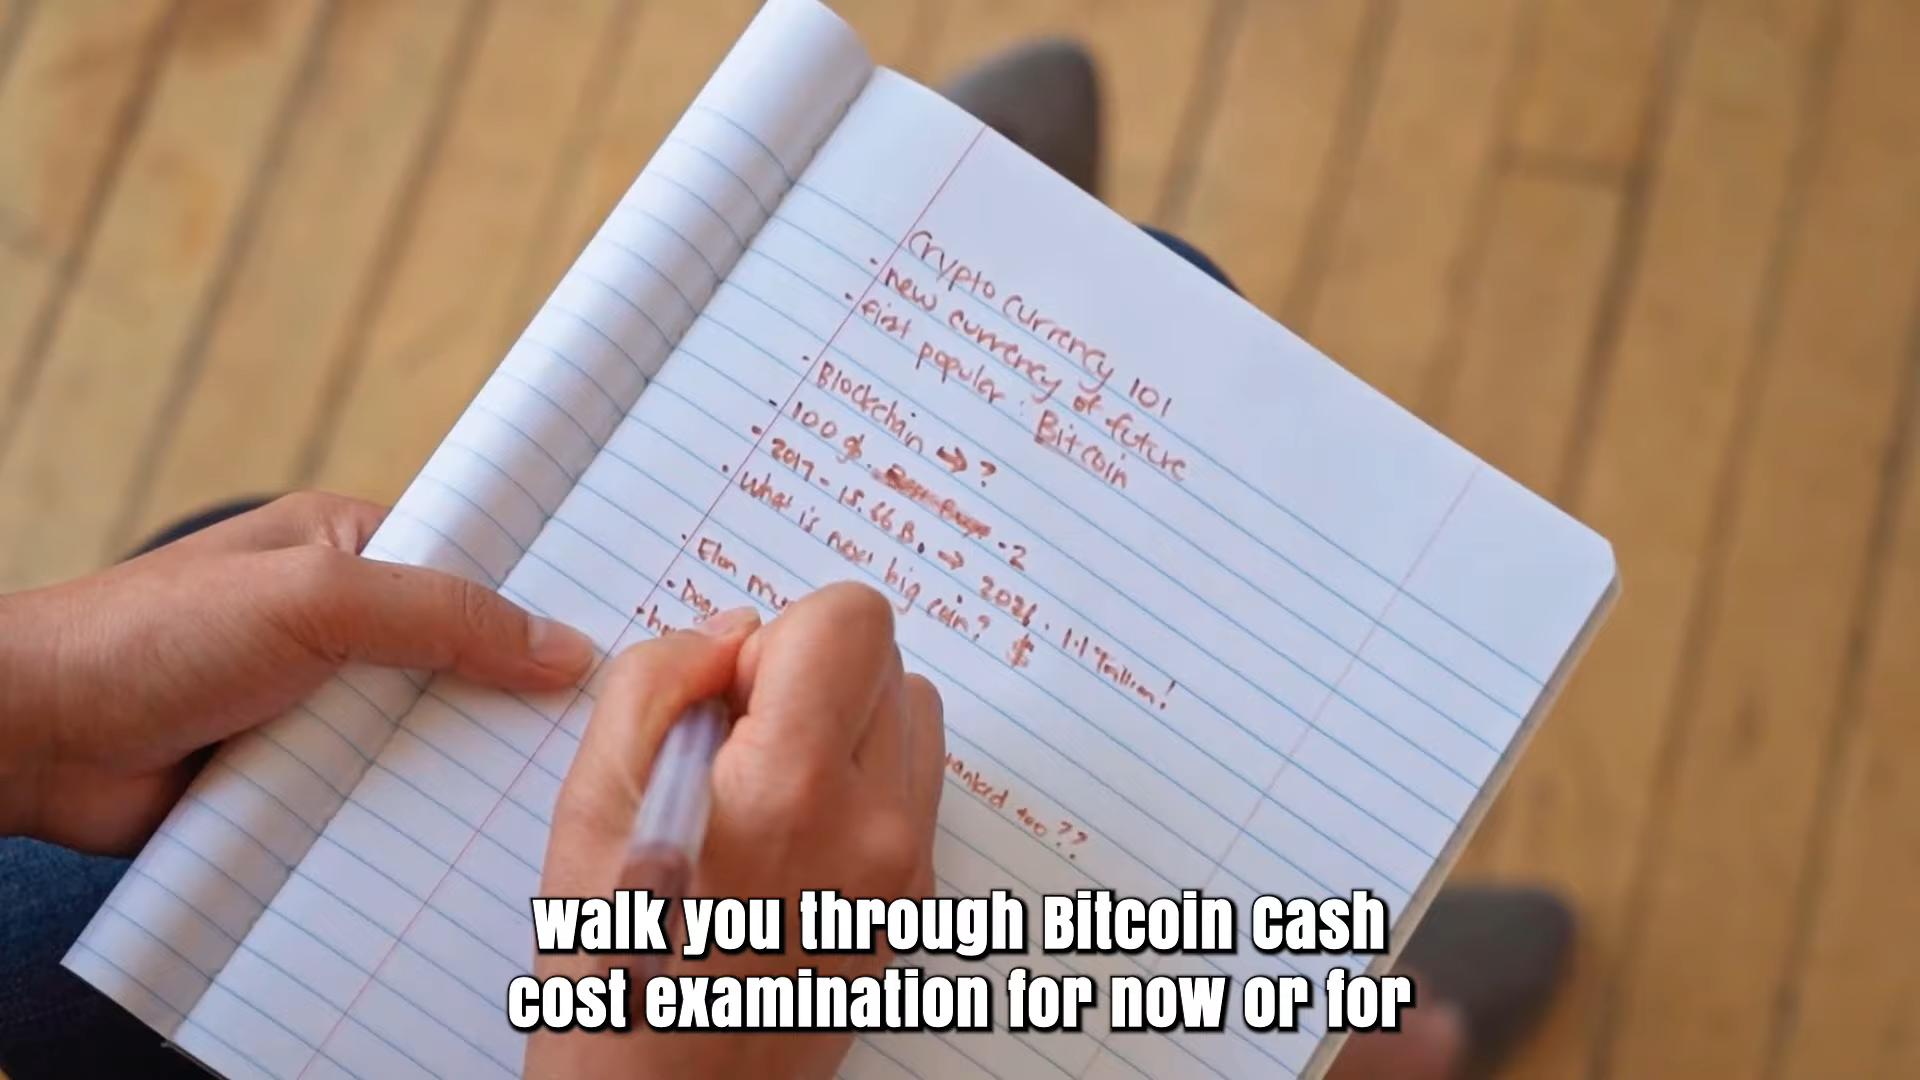 Crypto Currency 101
- new currency of future
- first popular : Bitcoin
- Blockchain → ?
- 100 $. -2
- 2017 - 15.66 B. → 2021. 1.1 Trillion!
- What is next big coin? $
- Elon mus
- Doge
wanted too ??
walk you through Bitcoin Cash
cost examination for now or for